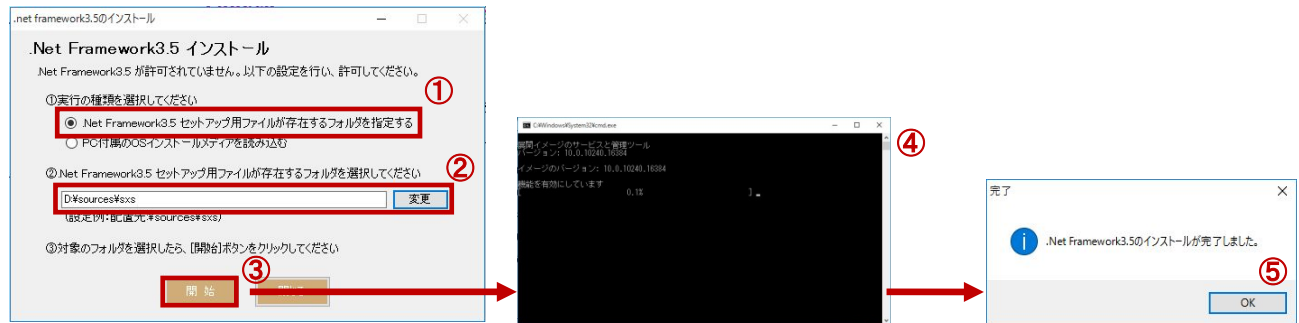 .net framework3.5のインストール
.Net Framework3.5 インストール
.Net Framework3.5 が許可されていません。以下の設定を行い、許可してください。
①
①実行の種類を選択してください
.Net Framework3.5 セットアップ用ファイルが存在するフォルダを指定する
PC付属のOSインストールメディアを読み込む
②
②.Net Framework3.5 セットアップ用ファイルが存在するフォルダを選択してください
D:¥sources¥sxs
変更
(設定例:配置先:¥sources¥sxs)
③対象のフォルダを選択したら、[開始]ボタンをクリックしてください
③
開 始
C:¥Windows¥System32¥cmd.exe
④
展開イメージのサービスと管理ツール
バージョン: 10.0.10240.16384
イメージのバージョン: 10.0.10240.16384
機能を有効にしています
[ 0.1% ]
完了
.Net Framework3.5のインストールが完了しました。
⑤
OK